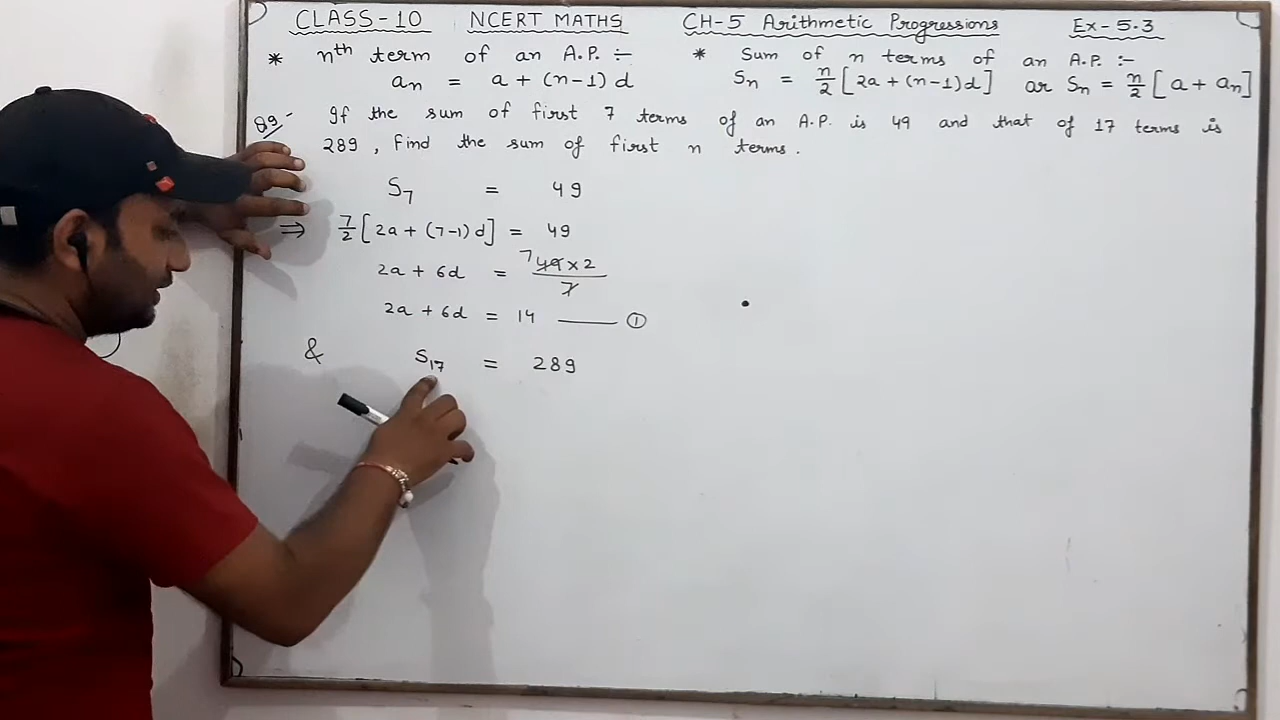 CLASS-10 NCERT MATHS CH-5 Arithmetic Progressions Ex-5.3
* nth term of an A.P. :-
an = a + (n-1) d
* Sum of n terms of an A.P. :-
Sn = n/2 [2a + (n-1)d] or Sn = n/2 [a + an]
Q9- If the sum of first 7 terms of an A.P. is 49 and that of 17 terms is
289, Find the sum of first n terms.
S7 = 49
⇒ 7/2 [2a + (7-1)d] = 49
2a + 6d = 7 49 × 2 / 7
2a + 6d = 14 —— ①
& S17 = 289